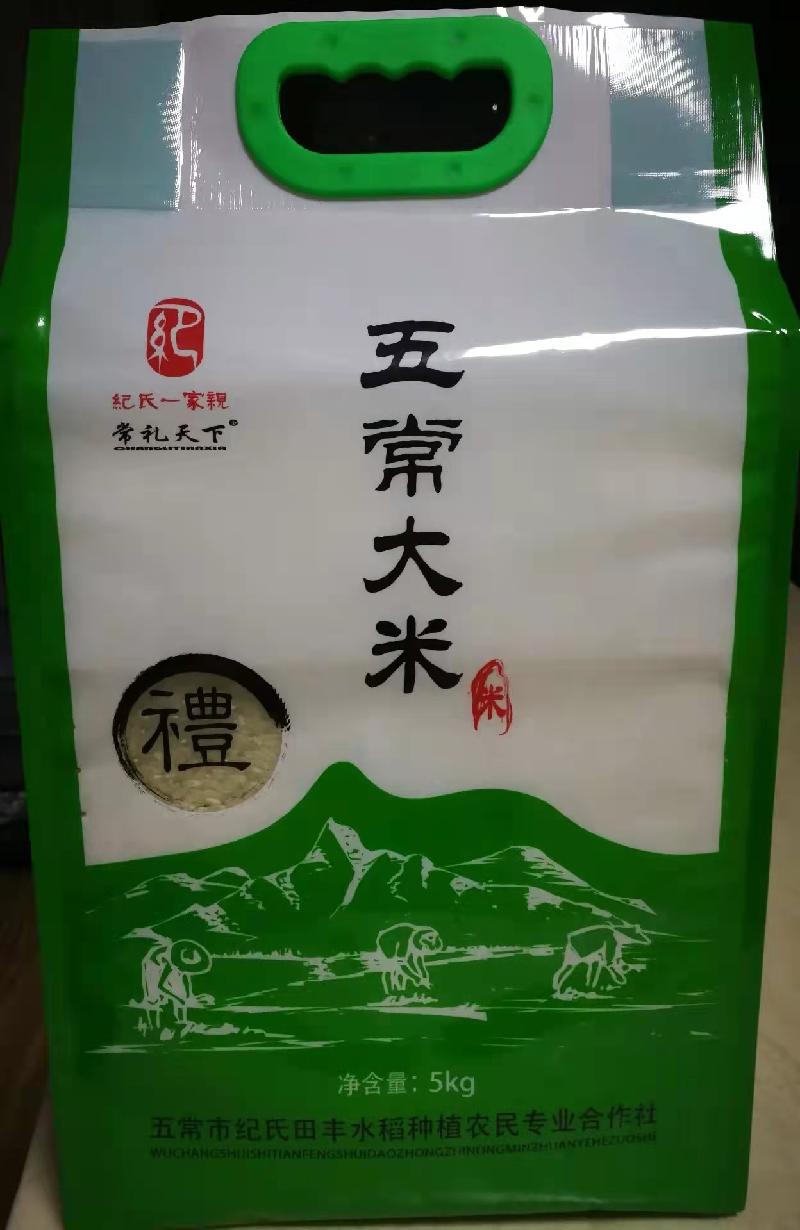 紀
紀氏一家親
常礼天下®
CHANGLITIANXIA
五常大米
米
禮
净含量：5kg
五常市纪氏田丰水稻种植农民专业合作社
WUCHANGSHIJISHITIANFENGSHUIDAOZHONGZHINONGMINZHUANYEHEZUOSHE